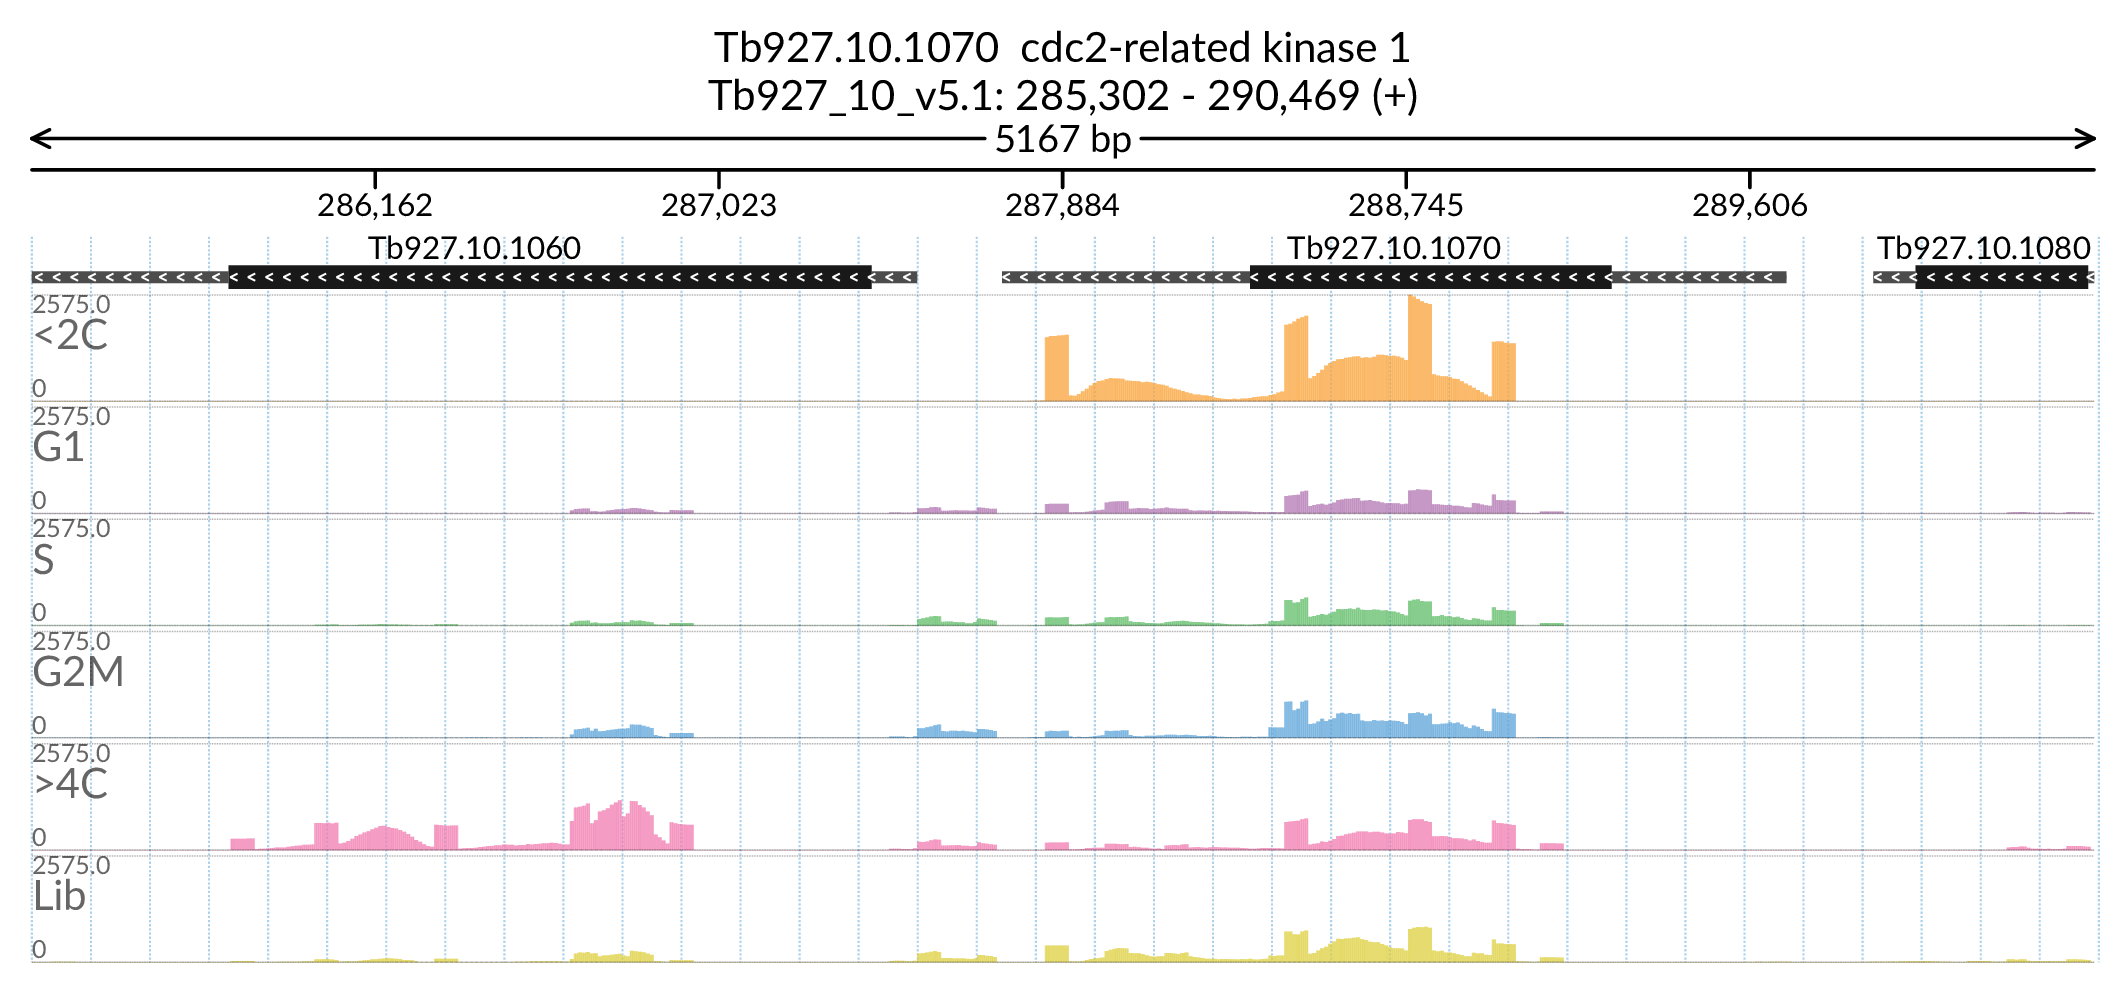 Tb927.10.1070 cdc2-related kinase 1
Tb927_10_v5.1: 285,302 - 290,469 (+)
5167 bp
286,162 287,023 287,884 288,745 289,606
Tb927.10.1060 Tb927.10.1070 Tb927.10.1080
2575.0
<2C
0
2575.0
G1
0
2575.0
S
0
2575.0
G2M
0
2575.0
>4C
0
2575.0
Lib
0